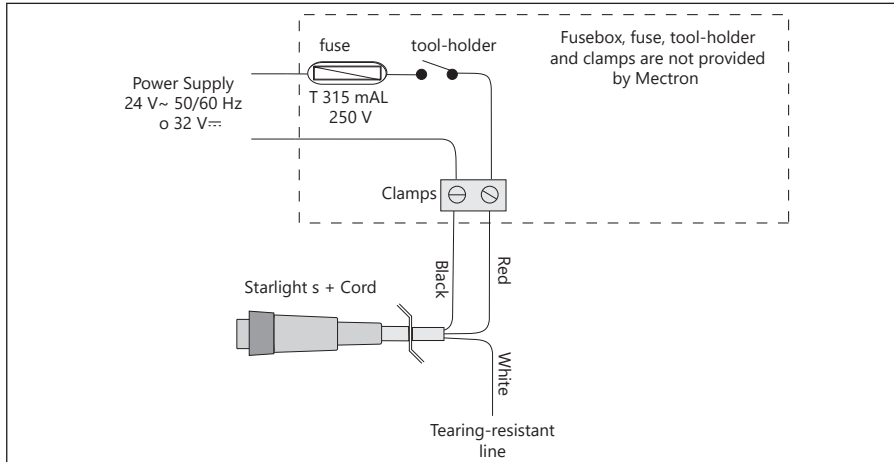 fuse
tool-holder
Fusebox, fuse, tool-holder
and clamps are not provided
by Mectron
Power Supply
24 V~ 50/60 Hz
o 32 V⎓
T 315 mAL
250 V
Clamps
Black
Red
Starlight s + Cord
White
Tearing-resistant
line